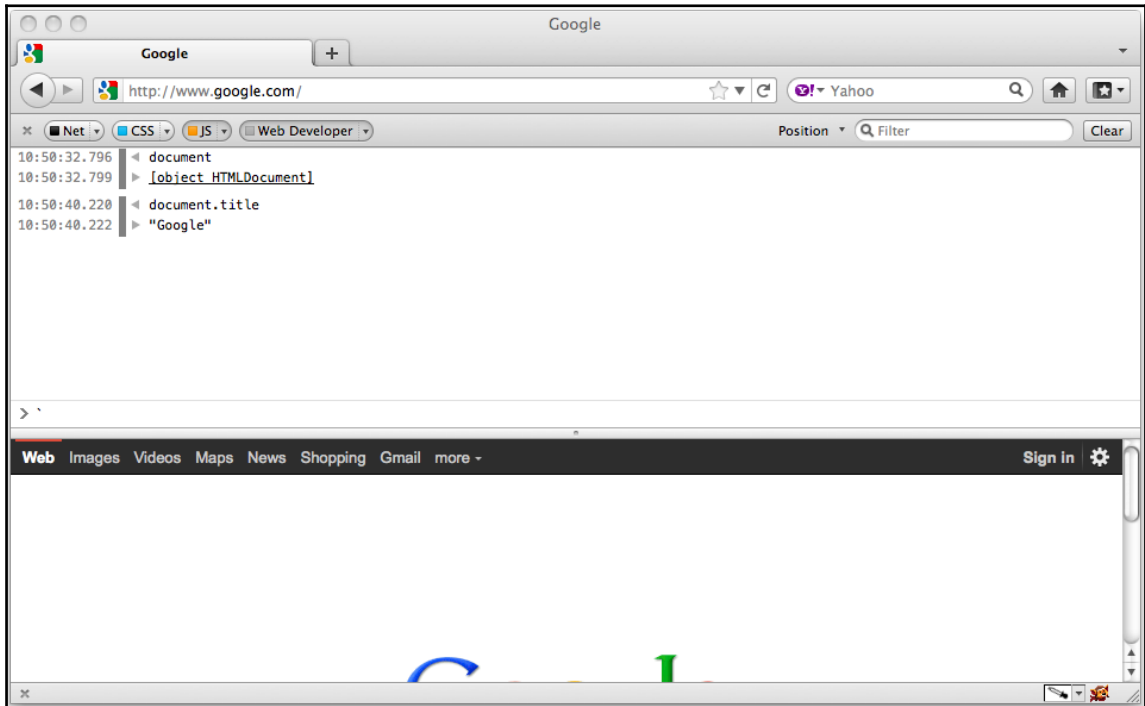 Google
Google +
http://www.google.com/ Y! Yahoo
Net CSS JS Web Developer Position Filter Clear
10:50:32.796 document
10:50:32.799 [object HTMLDocument]
10:50:40.220 document.title
10:50:40.222 "Google"
> `
Web Images Videos Maps News Shopping Gmail more Sign in